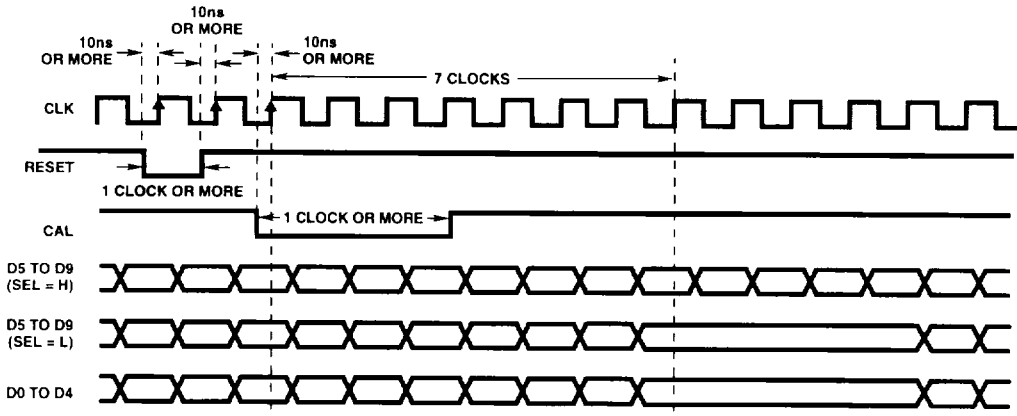 10ns
OR MORE
10ns
OR MORE
10ns
OR MORE
7 CLOCKS
CLK
RESET
1 CLOCK OR MORE
1 CLOCK OR MORE
CAL
D5 TO D9
(SEL = H)
D5 TO D9
(SEL = L)
D0 TO D4